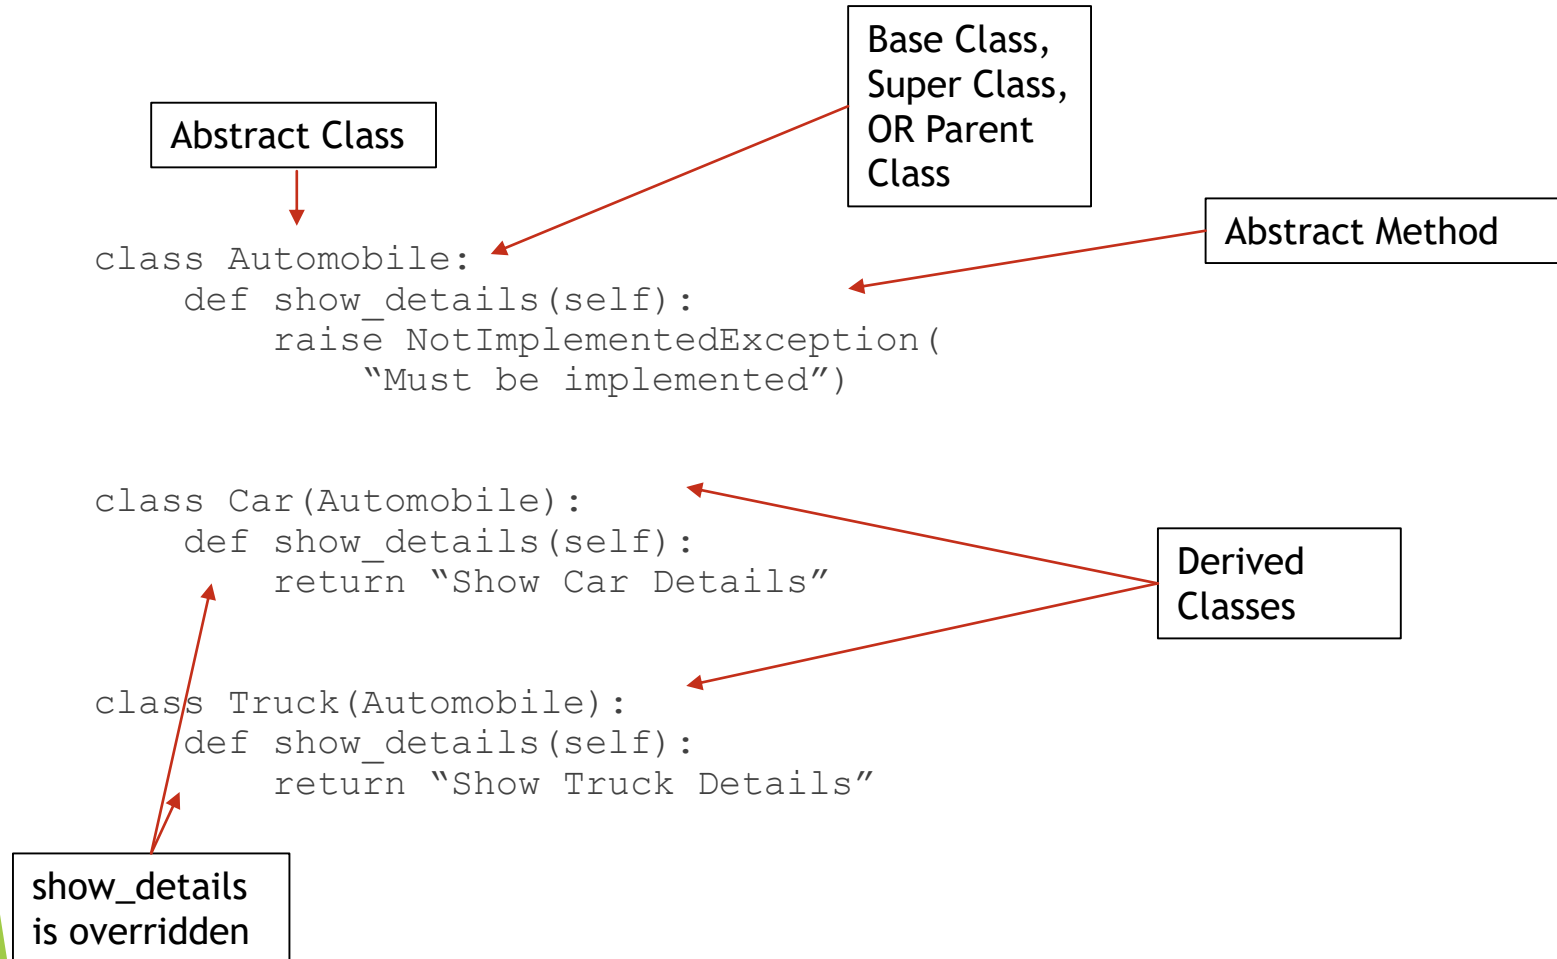 Base Class,
Super Class,
OR Parent
Class
Abstract Class
Abstract Method
class Automobile:
    def show_details(self):
        raise NotImplementedException(
            “Must be implemented”)
class Car(Automobile):
    def show_details(self):
        return “Show Car Details”
Derived
Classes
class Truck(Automobile):
    def show_details(self):
        return “Show Truck Details”
show_details
is overridden